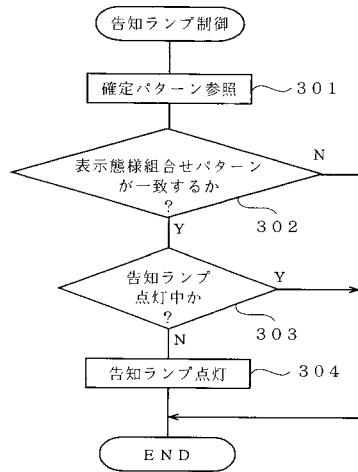 告知ランプ制御
確定パターン参照
301
表示態様組合せパターン
が一致するか
?
N
302
Y
告知ランプ
点灯中か
?
Y
303
N
告知ランプ点灯
304
END